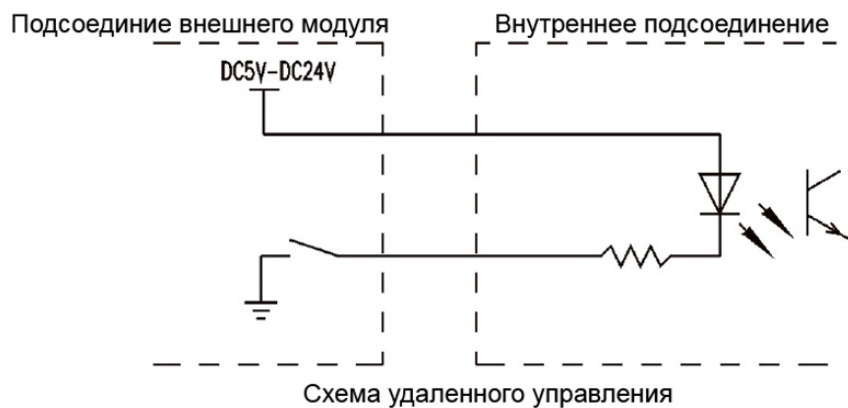 Подсоединие внешнего модуля
Внутреннее подсоединение
DC5V-DC24V
Схема удаленного управления